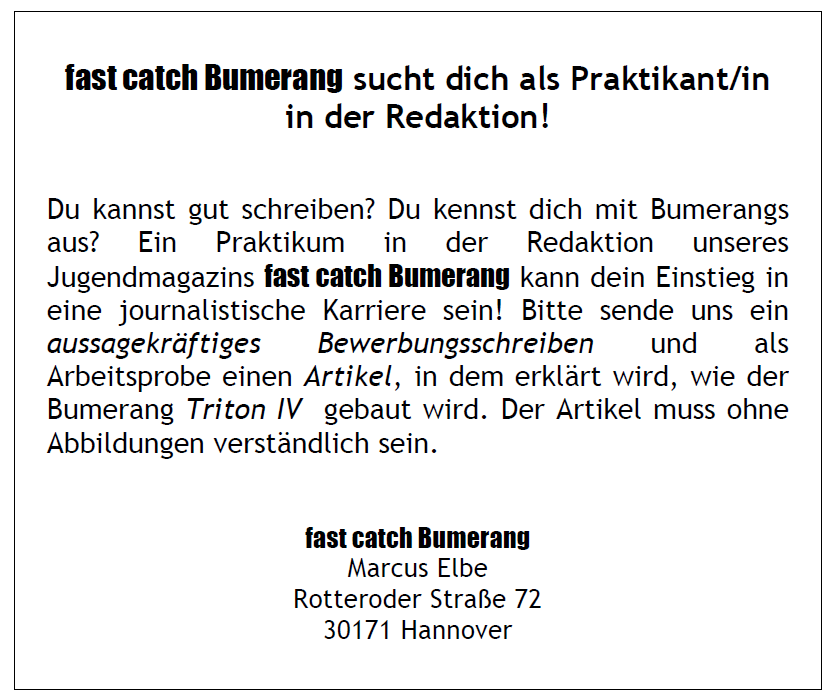 fast catch Bumerang sucht dich als Praktikant/in
in der Redaktion!
Du kannst gut schreiben? Du kennst dich mit Bumerangs
aus? Ein Praktikum in der Redaktion unseres
Jugendmagazins fast catch Bumerang kann dein Einstieg in
eine journalistische Karriere sein! Bitte sende uns ein
aussagekräftiges Bewerbungsschreiben und als
Arbeitsprobe einen Artikel, in dem erklärt wird, wie der
Bumerang Triton IV gebaut wird. Der Artikel muss ohne
Abbildungen verständlich sein.
fast catch Bumerang
Marcus Elbe
Rotteroder Straße 72
30171 Hannover